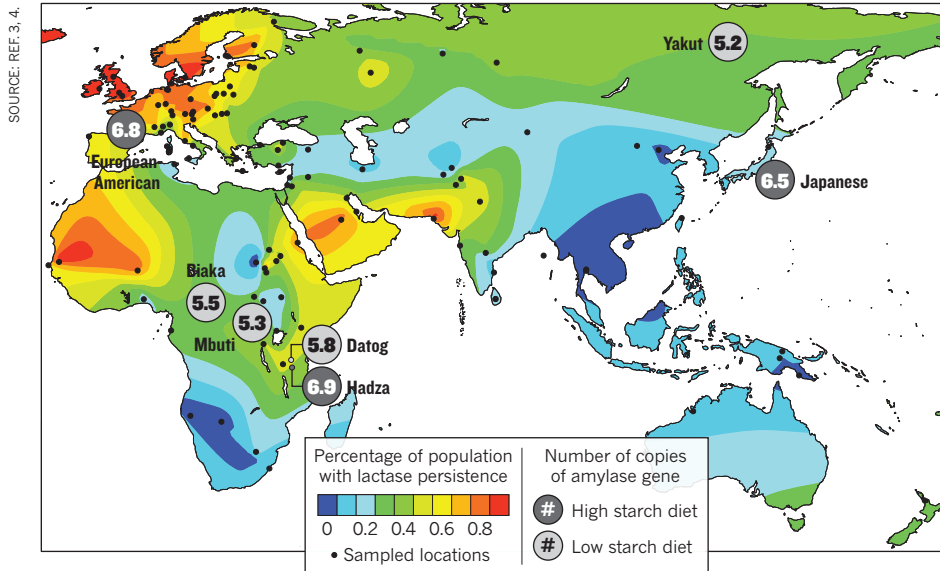 SOURCE: REF. 3, 4.
Yakut 5.2
6.8
European-
American
6.5 Japanese
Biaka
5.5
5.3
Mbuti
5.8 Datog
6.9 Hadza
Percentage of population
with lactase persistence
0 0.2 0.4 0.6 0.8
Sampled locations
Number of copies
of amylase gene
# High starch diet
# Low starch diet